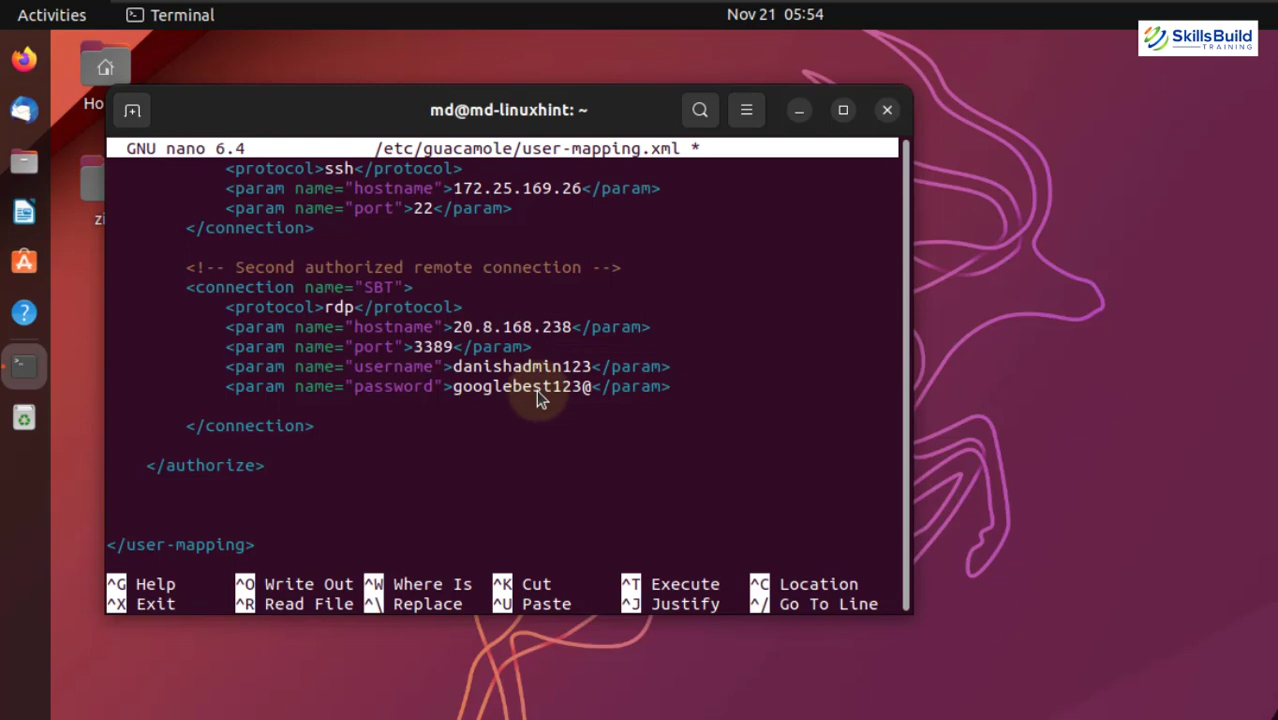 Activities Terminal Nov 21 05:54
SkillsBuild
TRAINING
Ho
md@md-linuxhint: ~
GNU nano 6.4 /etc/guacamole/user-mapping.xml *
<protocol>ssh</protocol>
<param name="hostname">172.25.169.26</param>
<param name="port">22</param>
</connection>
<!-- Second authorized remote connection -->
<connection name="SBT">
<protocol>rdp</protocol>
<param name="hostname">20.8.168.238</param>
<param name="port">3389</param>
<param name="username">danishadmin123</param>
<param name="password">googlebest123@</param>
</connection>
</authorize>
</user-mapping>
zi
^G Help ^O Write Out ^W Where Is ^K Cut ^T Execute ^C Location
^X Exit ^R Read File ^\ Replace ^U Paste ^J Justify ^/ Go To Line